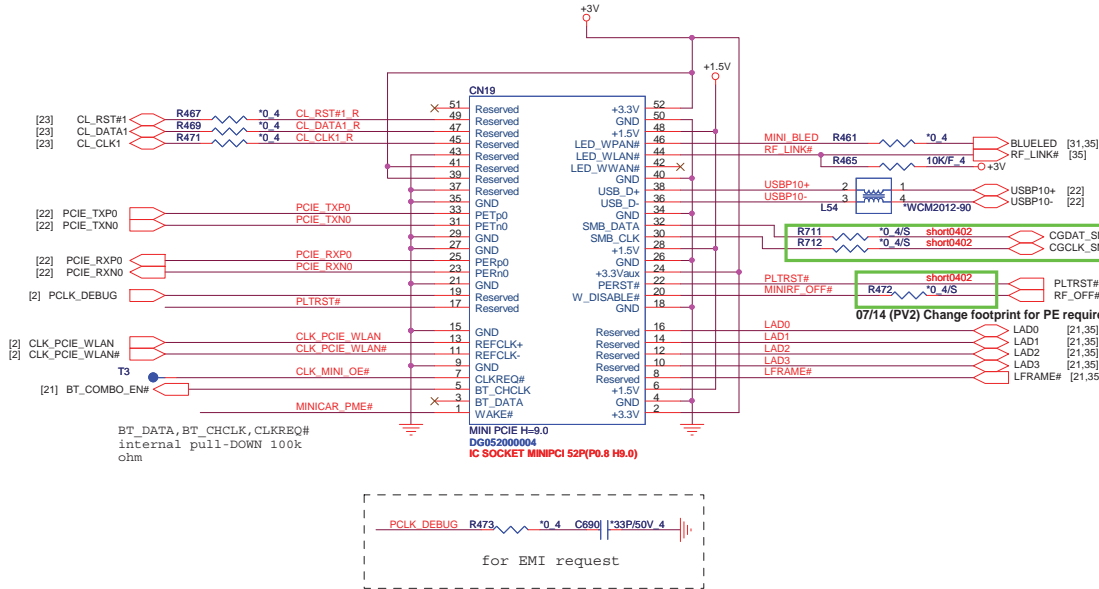 +3V
+1.5V
CN19
51 Reserved +3.3V 52
[23] CL_RST#1 R467 *0_4 CL_RST#1_R 49 Reserved GND 50
[23] CL_DATA1 R469 *0_4 CL_DATA1_R 47 Reserved +1.5V 48
[23] CL_CLK1 R471 *0_4 CL_CLK1_R 45 Reserved LED_WPAN# 46 MINI_BLED R461 *0_4 BLUELED [31,35]
43 Reserved LED_WLAN# 44 RF_LINK# RF_LINK# [35]
41 Reserved LED_WWAN# 42 R465 10K/F_4 +3V
39 Reserved GND 40
37 Reserved USB_D+ 38 USBP10+ 2 1 USBP10+ [22]
35 GND USB_D- 36 USBP10- 3 4 USBP10- [22]
L54 *WCM2012-90
[22] PCIE_TXP0 PCIE_TXP0 33 PETp0 GND 34
[22] PCIE_TXN0 PCIE_TXN0 31 PETn0 SMB_DATA 32 R711 *0_4/S short0402 CGDAT_S
29 GND SMB_CLK 30 R712 *0_4/S short0402 CGCLK_S
27 GND +1.5V 28
[22] PCIE_RXP0 PCIE_RXP0 25 PERp0 GND 26
[22] PCIE_RXN0 PCIE_RXN0 23 PERn0 +3.3Vaux 24
21 GND PERST# 22 PLTRST# short0402 PLTRST#
[2] PCLK_DEBUG 19 Reserved W_DISABLE# 20 MINIRF_OFF# R472 *0_4/S RF_OFF#
PLTRST# 17 Reserved GND 18
07/14 (PV2) Change footprint for PE require
15 GND Reserved 16 LAD0 LAD0 [21,35]
[2] CLK_PCIE_WLAN CLK_PCIE_WLAN 13 REFCLK+ Reserved 14 LAD1 LAD1 [21,35]
[2] CLK_PCIE_WLAN# CLK_PCIE_WLAN# 11 REFCLK- Reserved 12 LAD2 LAD2 [21,35]
9 GND Reserved 10 LAD3 LAD3 [21,35]
T3 CLK_MINI_OE# 7 CLKREQ# Reserved 8 LFRAME# LFRAME# [21,35
[21] BT_COMBO_EN# 5 BT_CHCLK +1.5V 6
3 BT_DATA GND 4
MINICAR_PME# 1 WAKE# +3.3V 2
BT_DATA,BT_CHCLK,CLKREQ#
internal pull-DOWN 100k
ohm
MINI PCIE H=9.0
DG052000004
IC SOCKET MINIPCI 52P(P0.8 H9.0)
PCLK_DEBUG R473 *0_4 C690 *33P/50V_4
for EMI request